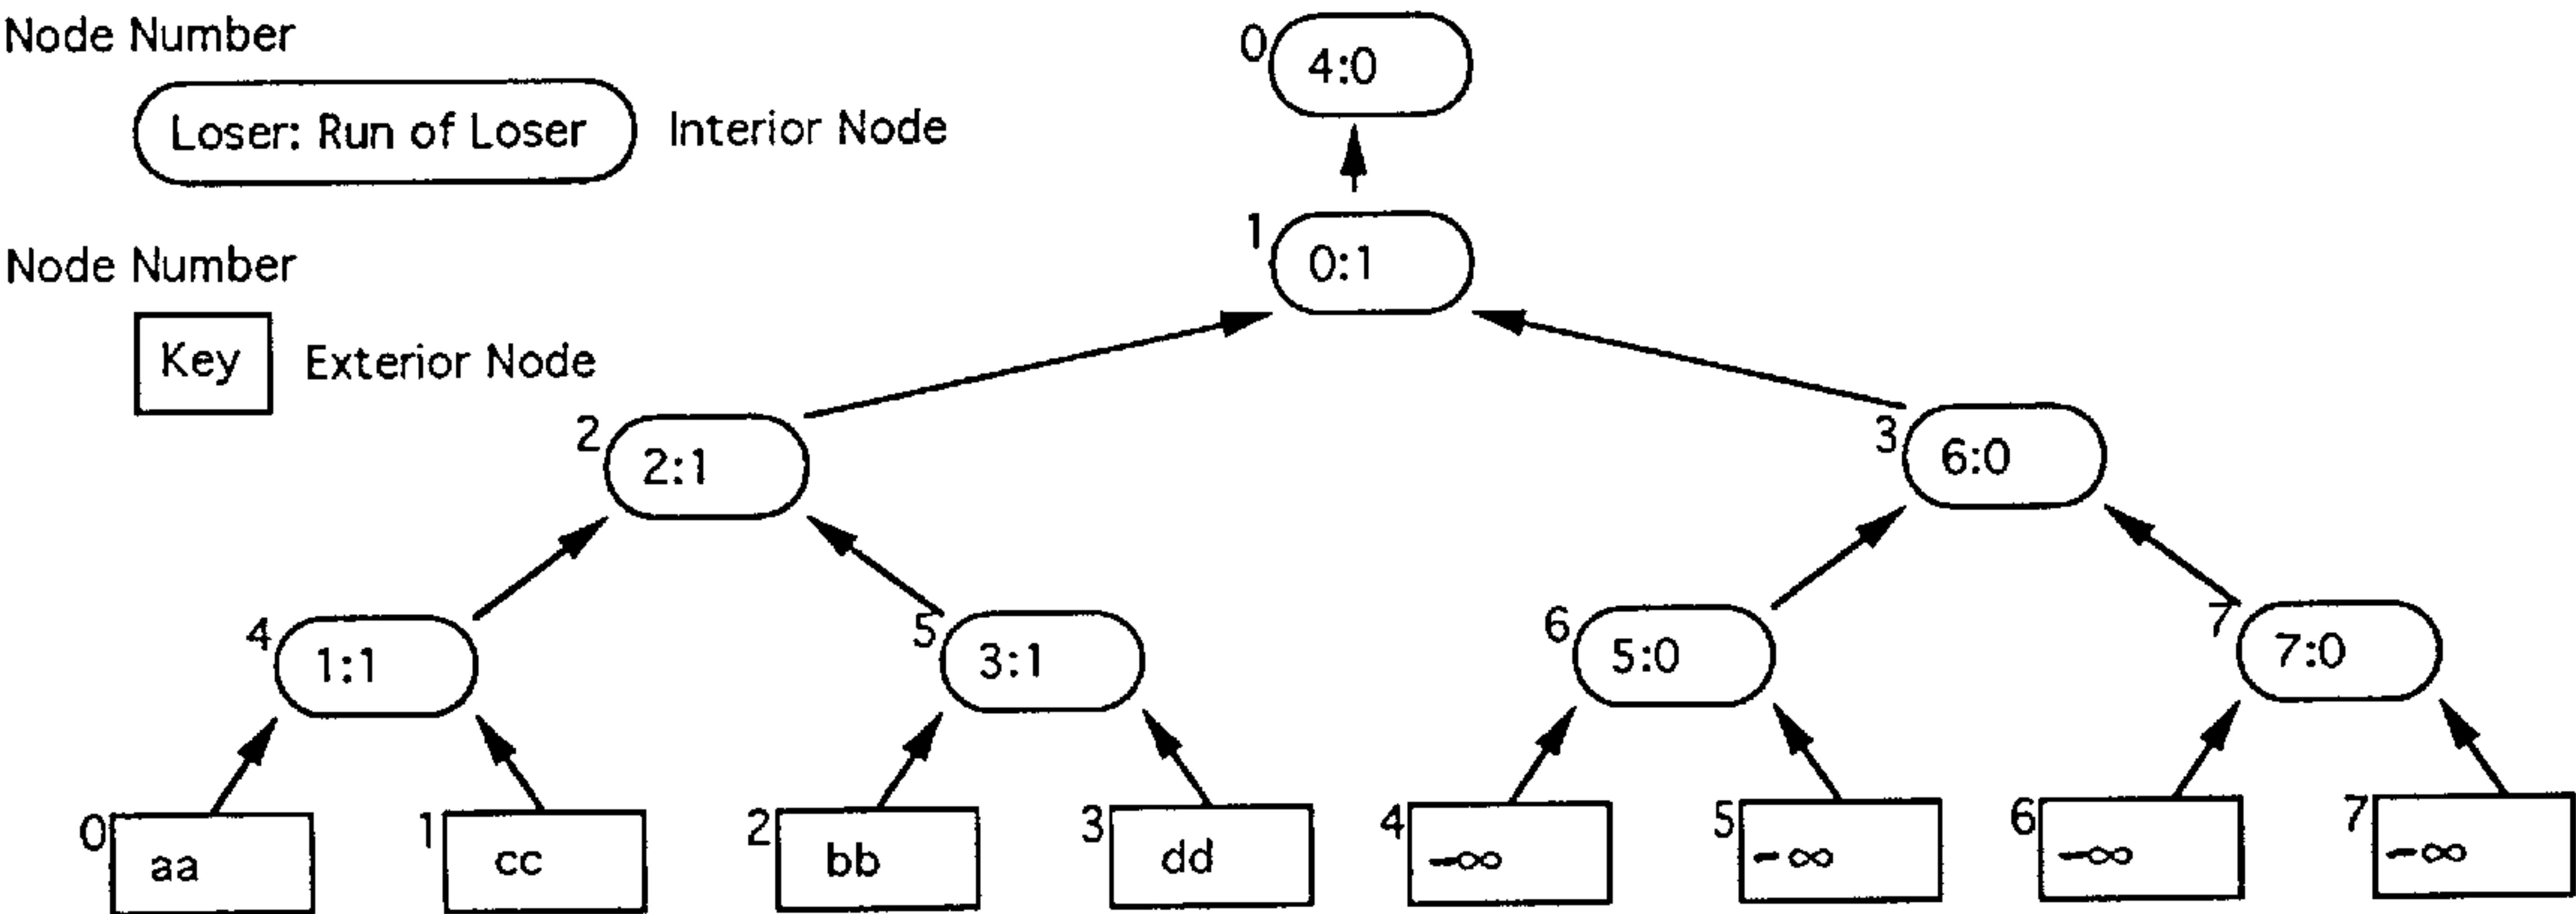 Node Number
Loser: Run of Loser
Interior Node
Node Number
Key
Exterior Node
0
4:0
1
0:1
2
2:1
3
6:0
4
1:1
5
3:1
6
5:0
7
7:0
0
aa
1
cc
2
bb
3
dd
4
-∞
5
-∞
6
-∞
7
-∞